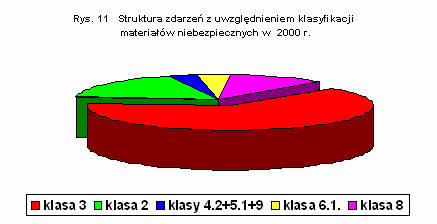 Rys. 11 Struktura zdarzeń z uwzględnieniem klasyfikacji
materiałów niebezpiecznych w 2000 r.
klasa 3 klasa 2 klasy 4.2+5.1+9 klasa 6.1. klasa 8